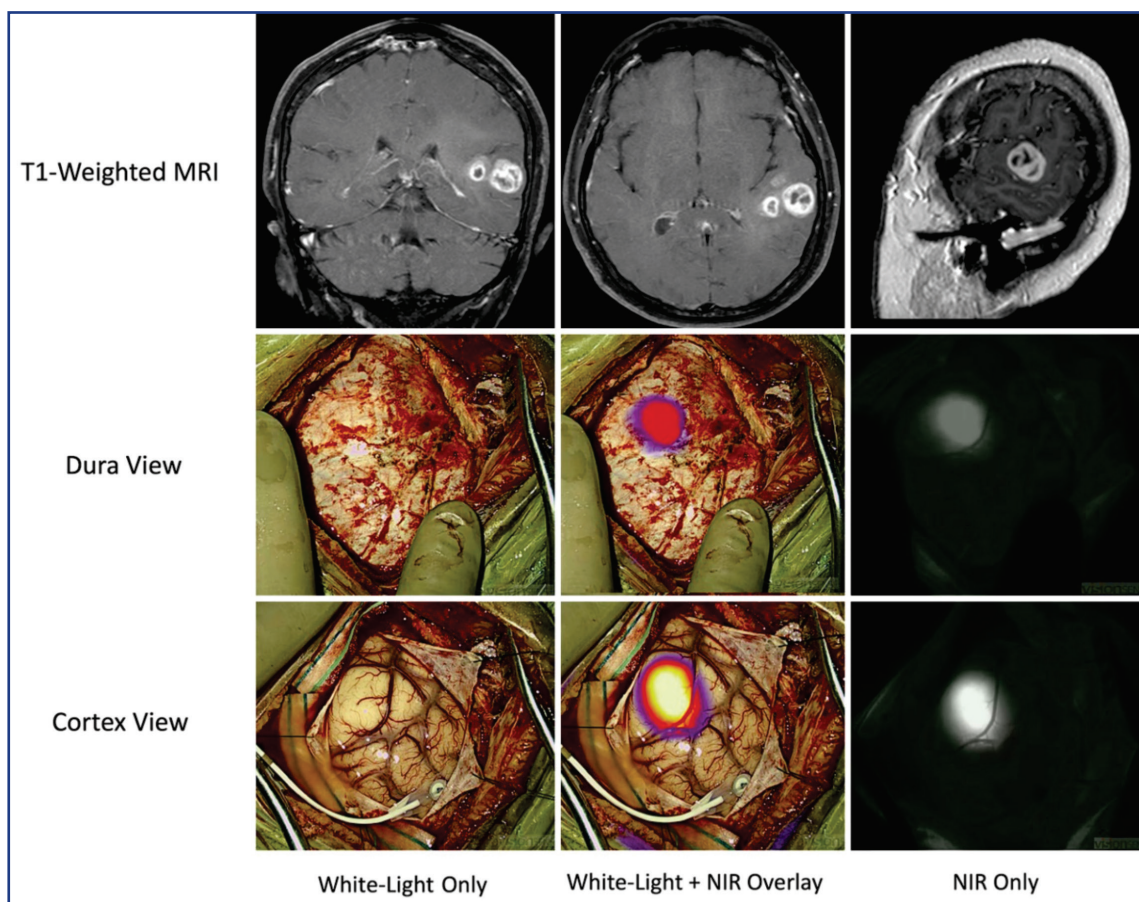 T1-Weighted MRI
Dura View
Cortex View
White-Light Only
White-Light + NIR Overlay
NIR Only